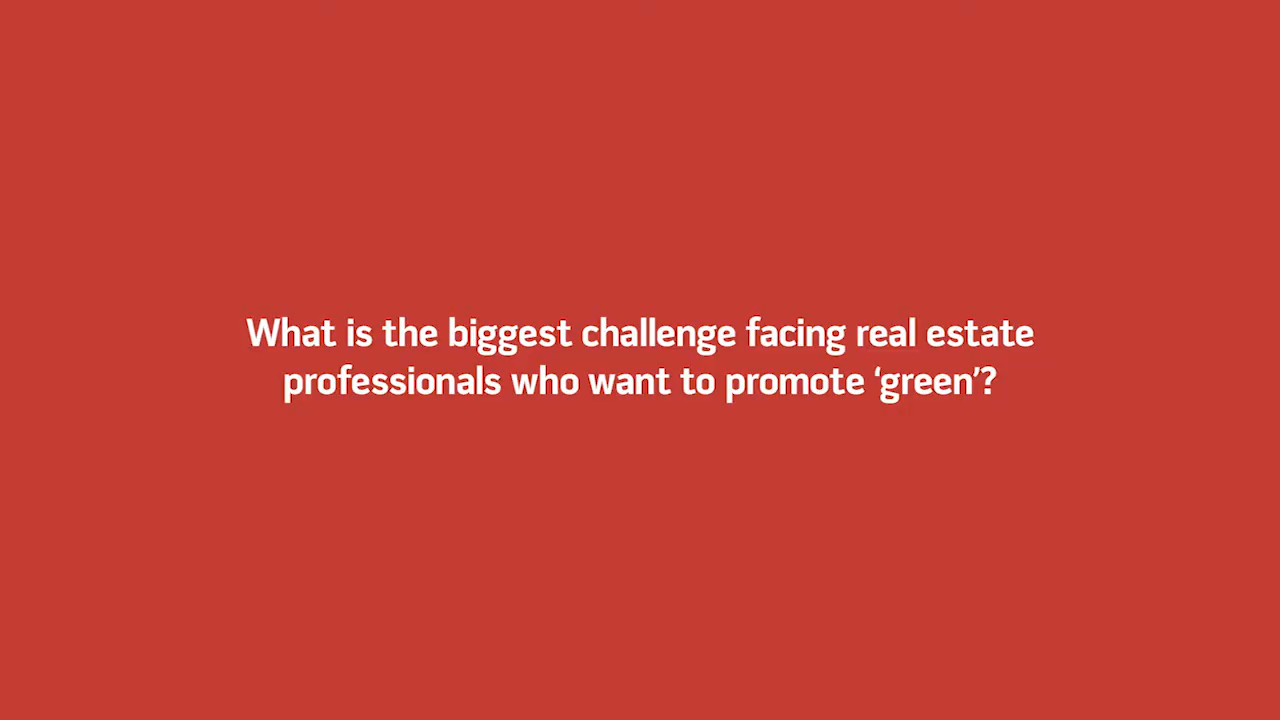 What is the biggest challenge facing real estate
professionals who want to promote ‘green’?